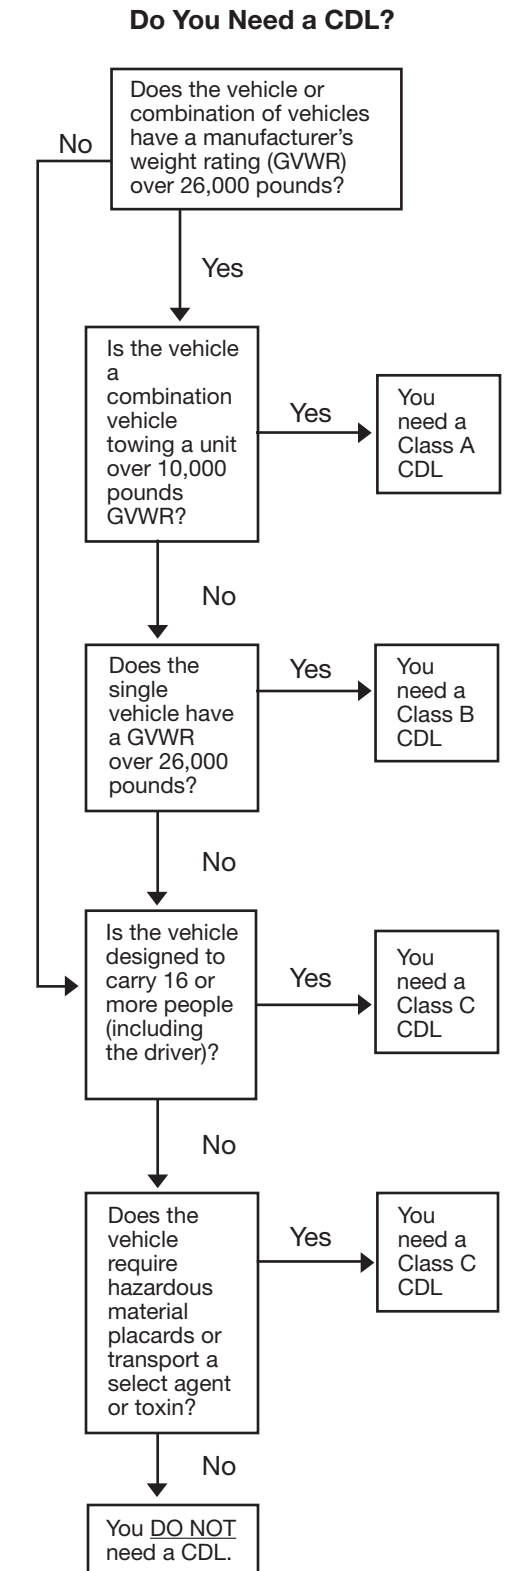 Do You Need a CDL?
Does the vehicle or
combination of vehicles
have a manufacturer's
weight rating (GVWR)
over 26,000 pounds?
No
Yes
Is the vehicle
a
combination
vehicle
towing a unit
over 10,000
pounds
GVWR?
Yes
You
need a
Class A
CDL
No
Does the
single
vehicle have
a GVWR
over 26,000
pounds?
Yes
You
need a
Class B
CDL
No
Is the vehicle
designed to
carry 16 or
more people
(including
the driver)?
Yes
You
need a
Class C
CDL
No
Does the
vehicle
require
hazardous
material
placards or
transport a
select agent
or toxin?
Yes
You
need a
Class C
CDL
No
You DO NOT
need a CDL.